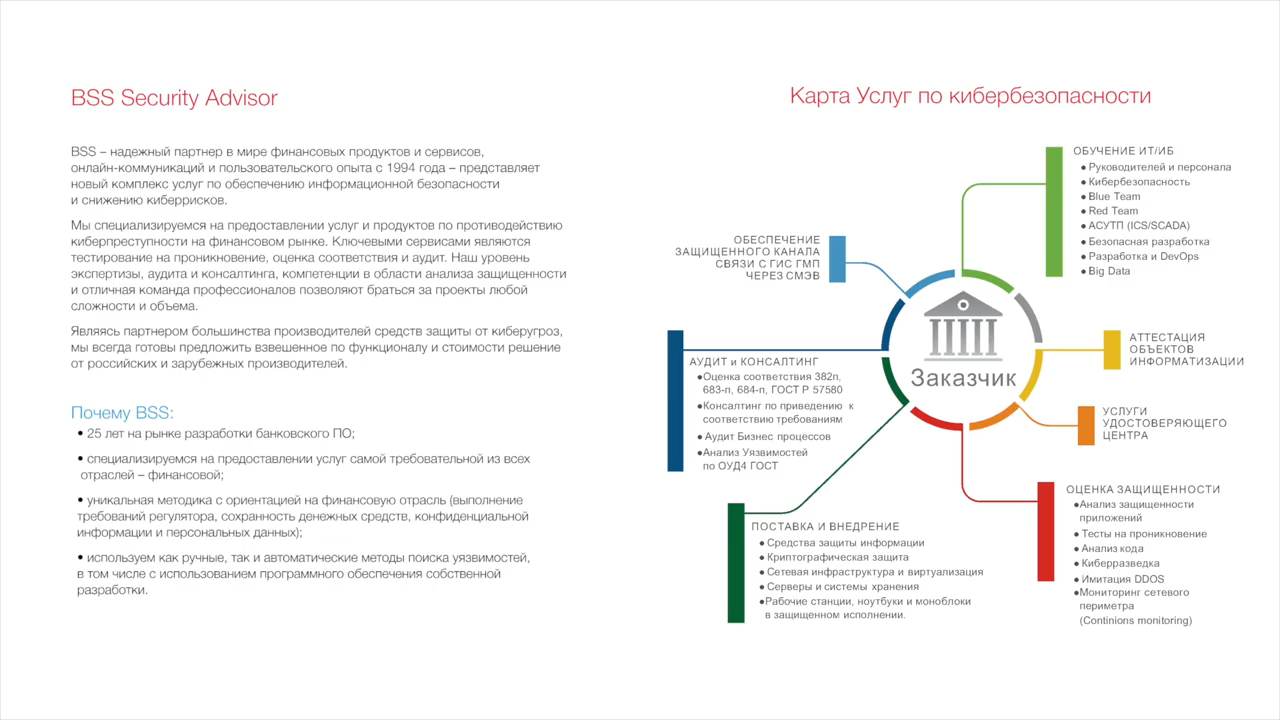 BSS Security Advisor
BSS – надежный партнер в мире финансовых продуктов и сервисов,
онлайн-коммуникаций и пользовательского опыта с 1994 года – представляет
новый комплекс услуг по обеспечению информационной безопасности
и снижению киберрисков.
Мы специализируемся на предоставлении услуг и продуктов по противодействию
киберпреступности на финансовом рынке. Ключевыми сервисами являются
тестирование на проникновение, оценка соответствия и аудит. Наш уровень
экспертизы, аудита и консалтинга, компетенции в области анализа защищенности
и отличная команда профессионалов позволяют браться за проекты любой
сложности и объема.
Являясь партнером большинства производителей средств защиты от киберугроз,
мы всегда готовы предложить взвешенное по функционалу и стоимости решение
от российских и зарубежных производителей.
Почему BSS:
• 25 лет на рынке разработки банковского ПО;
• специализируемся на предоставлении услуг самой требовательной из всех
отраслей – финансовой;
• уникальная методика с ориентацией на финансовую отрасль (выполнение
требований регулятора, сохранность денежных средств, конфиденциальной
информации и персональных данных);
• используем как ручные, так и автоматические методы поиска уязвимостей,
в том числе с использованием программного обеспечения собственной
разработки.
Карта Услуг по кибербезопасности
ОБУЧЕНИЕ ИТ/ИБ
● Руководителей и персонала
● Кибербезопасность
● Blue Team
● Red Team
● АСУТП (ICS/SCADA)
● Безопасная разработка
● Разработка и DevOps
● Big Data
ОБЕСПЕЧЕНИЕ
ЗАЩИЩЕННОГО КАНАЛА
СВЯЗИ С ГИС ГМП
ЧЕРЕЗ СМЭВ
АТТЕСТАЦИЯ
ОБЪЕКТОВ
ИНФОРМАТИЗАЦИИ
АУДИТ и КОНСАЛТИНГ
●Оценка соответствия 382п,
683-п, 684-п, ГОСТ Р 57580
●Консалтинг по приведению к
соответствию требованиям
● Аудит Бизнес процессов
●Анализ Уязвимостей
по ОУД4 ГОСТ
Заказчик
УСЛУГИ
УДОСТОВЕРЯЮЩЕГО
ЦЕНТРА
ОЦЕНКА ЗАЩИЩЕННОСТИ
●Анализ защищенности
приложений
● Тесты на проникновение
● Анализ кода
● Киберразведка
● Имитация DDOS
●Мониторинг сетевого
периметра
(Continions monitoring)
ПОСТАВКА И ВНЕДРЕНИЕ
● Средства защиты информации
● Криптографическая защита
● Сетевая инфраструктура и виртуализация
● Серверы и системы хранения
●Рабочие станции, ноутбуки и моноблоки
в защищенном исполнении.